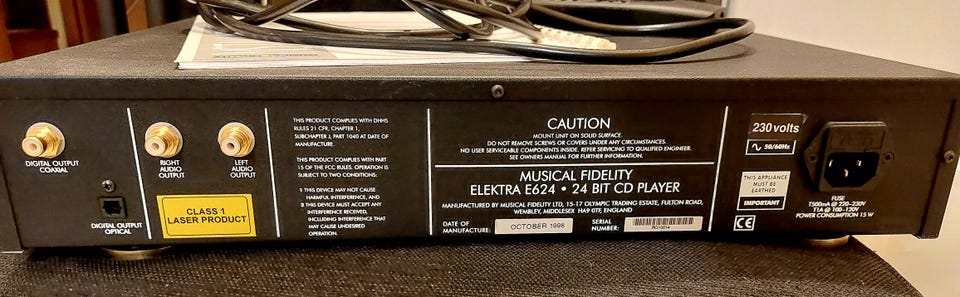 DIGITAL OUTPUT
COAXIAL
DIGITAL OUTPUT
OPTICAL
RIGHT
AUDIO
OUTPUT
LEFT
AUDIO
OUTPUT
CLASS 1
LASER PRODUCT
THIS PRODUCT COMPLIES WITH DHHS
RULES 21 CFR, CHAPTER 1,
SUBCHAPTER J, PART 1040 AT DATE OF
MANUFACTURE.
THIS PRODUCT COMPLIES WITH PART
15 OF THE FCC RULES. OPERATION IS
SUBJECT TO TWO CONDITIONS;
1 THIS DEVICE MAY NOT CAUSE
HARMFUL INTERFERENCE, AND
THIS DEVICE MUST ACCEPT ANY
INTERFERENCE RECEIVED,
INCLUDING INTERFERENCE THAT
MAY CAUSE UNDESIRED
OPERATION.
CAUTION
MOUNT UNIT ON SOLID SURFACE.
DO NOT REMOVE SCREWS OR COVERS UNDER ANY CIRCUMSTANCES.
NO USER SERVICEABLE COMPONENTS INSIDE. REFER SERVICING TO QUALIFIED ENGINEER.
SEE OWNERS MANUAL FOR FURTHER INFORMATION.
MUSICAL FIDELITY
ELEKTRA E624 • 24 BIT CD PLAYER
MANUFACTURED BY MUSICAL FIDELITY LTD, 15-17 OLYMPIC TRADING ESTATE, FULTON ROAD,
WEMBLEY, MIDDLESEX HA9 0TF, ENGLAND
DATE OF
MANUFACTURE:
OCTOBER 1998
SERIAL
NUMBER:
230 volts
50/60Hz
THIS APPLIANCE
MUST BE
EARTHED
IMPORTANT
CE
FUSE
T500mA @ 220-230V
T1A @ 100-120V
POWER CONSUMPTION 15 W